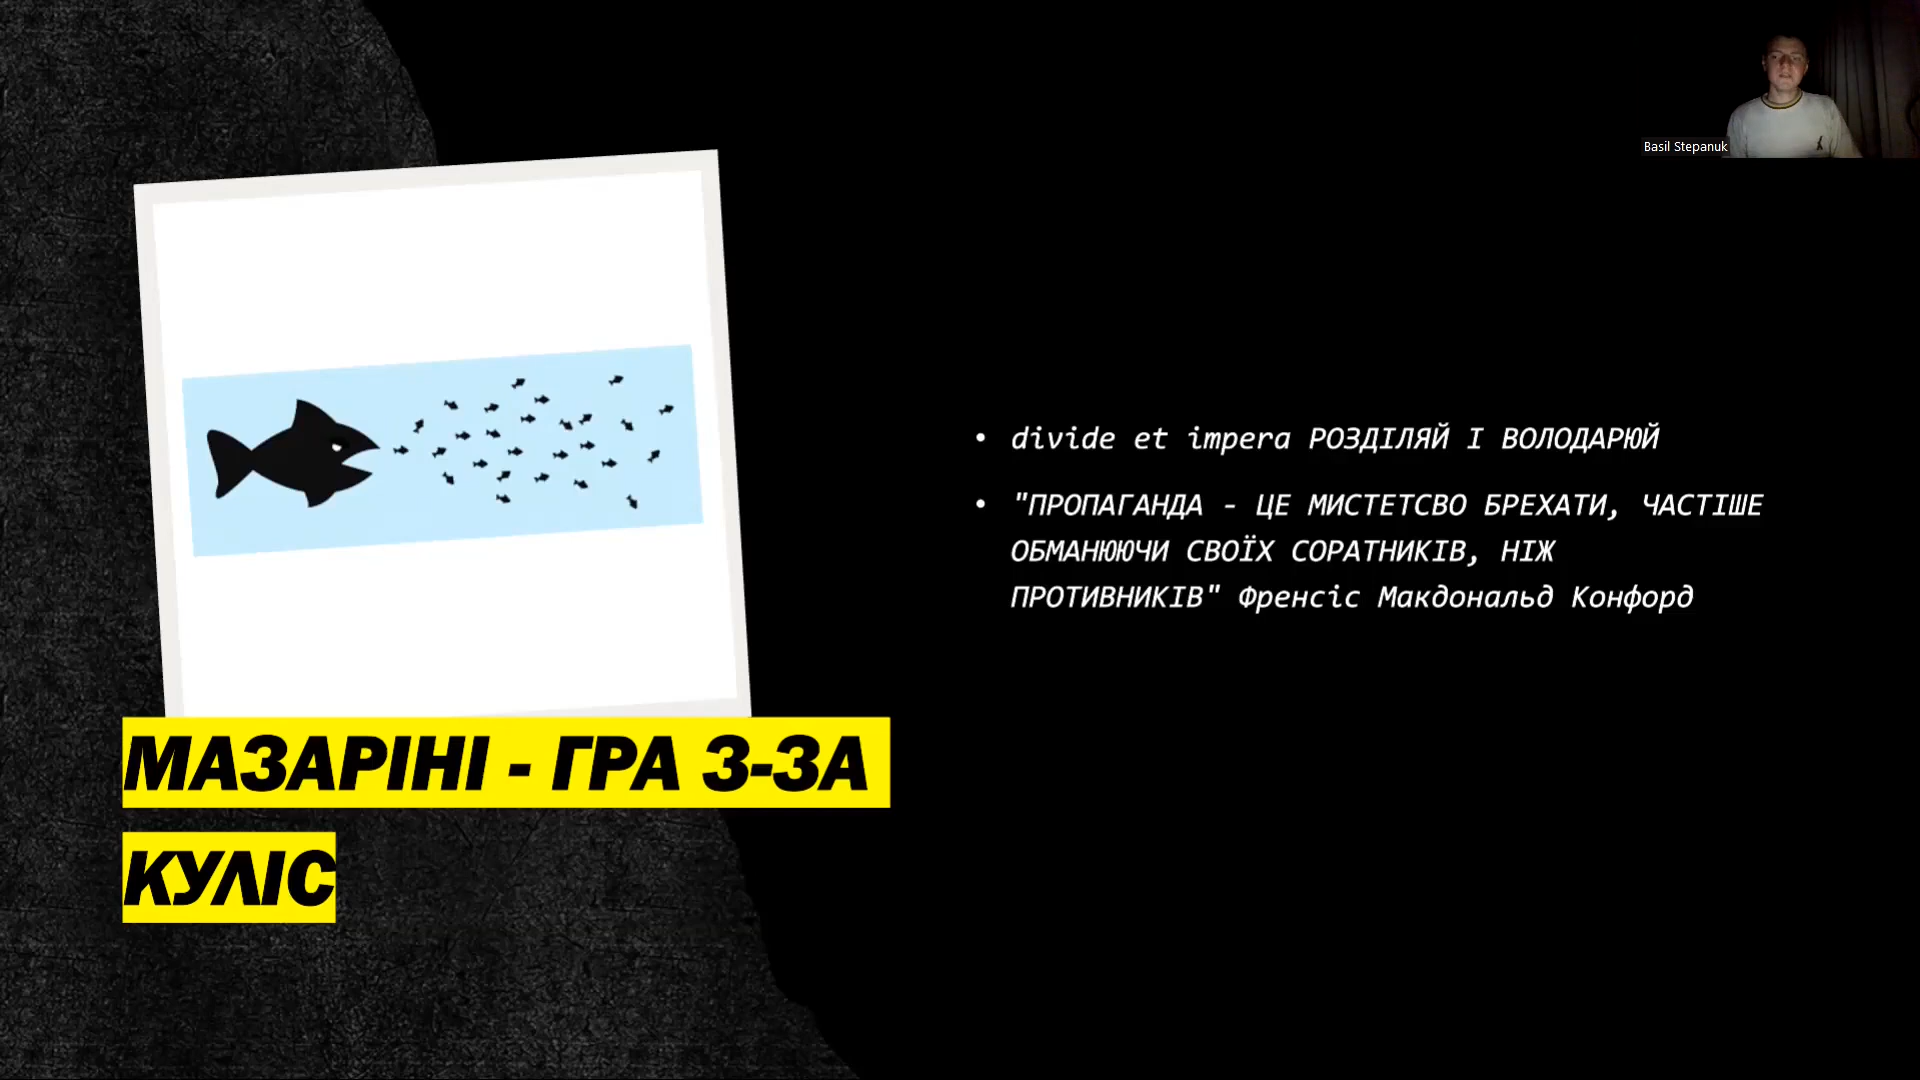 Basil Stepanuk
МАЗАРІНІ - ГРА З-ЗА
КУЛІС
• divide et impera РОЗДІЛЯЙ І ВОЛОДАРЮЙ
• "ПРОПАГАНДА - ЦЕ МИСТЕТСВО БРЕХАТИ, ЧАСТІШЕ
ОБМАНЮЮЧИ СВОЇХ СОРАТНИКІВ, НІЖ
ПРОТИВНИКІВ" Френсіс Макдональд Конфорд